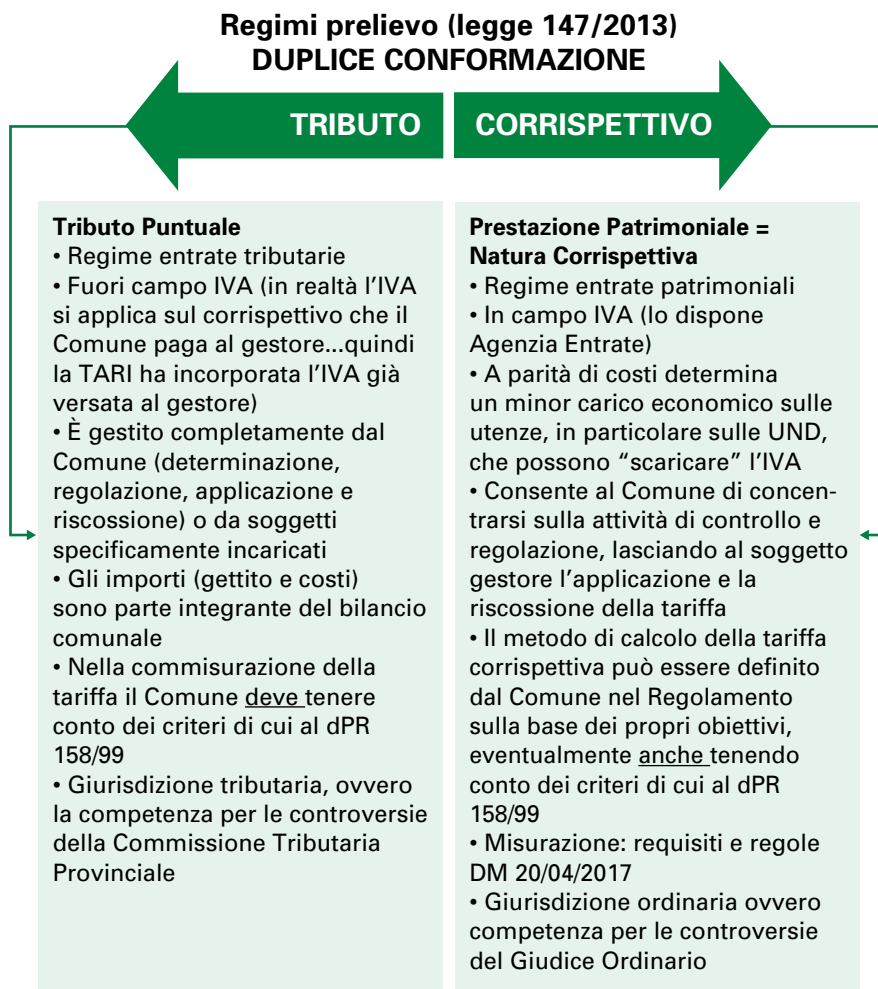 Regimi prelievo (legge 147/2013)
DUPLICE CONFORMAZIONE
TRIBUTO
CORRISPETTIVO
Tributo Puntuale
• Regime entrate tributarie
• Fuori campo IVA (in realtà l’IVA
si applica sul corrispettivo che il
Comune paga al gestore...quindi
la TARI ha incorporata l’IVA già
versata al gestore)
• È gestito completamente dal
Comune (determinazione,
regolazione, applicazione e
riscossione) o da soggetti
specificamente incaricati
• Gli importi (gettito e costi)
sono parte integrante del bilancio
comunale
• Nella commisurazione della
tariffa il Comune deve tenere
conto dei criteri di cui al dPR
158/99
• Giurisdizione tributaria, ovvero
la competenza per le controversie
della Commissione Tributaria
Provinciale
Prestazione Patrimoniale =
Natura Corrispettiva
• Regime entrate patrimoniali
• In campo IVA (lo dispone
Agenzia Entrate)
• A parità di costi determina
un minor carico economico sulle
utenze, in particolare sulle UND,
che possono “scaricare” l’IVA
• Consente al Comune di concen-
trarsi sulla attività di controllo e
regolazione, lasciando al soggetto
gestore l’applicazione e la
riscossione della tariffa
• Il metodo di calcolo della tariffa
corrispettiva può essere definito
dal Comune nel Regolamento
sulla base dei propri obiettivi,
eventualmente anche tenendo
conto dei criteri di cui al dPR
158/99
• Misurazione: requisiti e regole
DM 20/04/2017
• Giurisdizione ordinaria ovvero
competenza per le controversie
del Giudice Ordinario